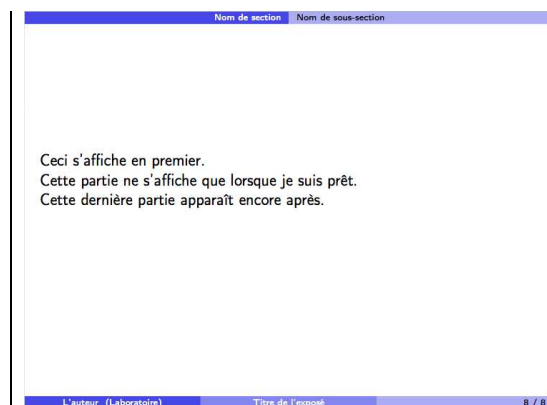 Nom de section Nom de sous-section
Ceci s'affiche en premier.
Cette partie ne s'affiche que lorsque je suis prêt.
Cette dernière partie apparaît encore après.
L'auteur (Laboratoire) Titre de l'exposé 8 / 8